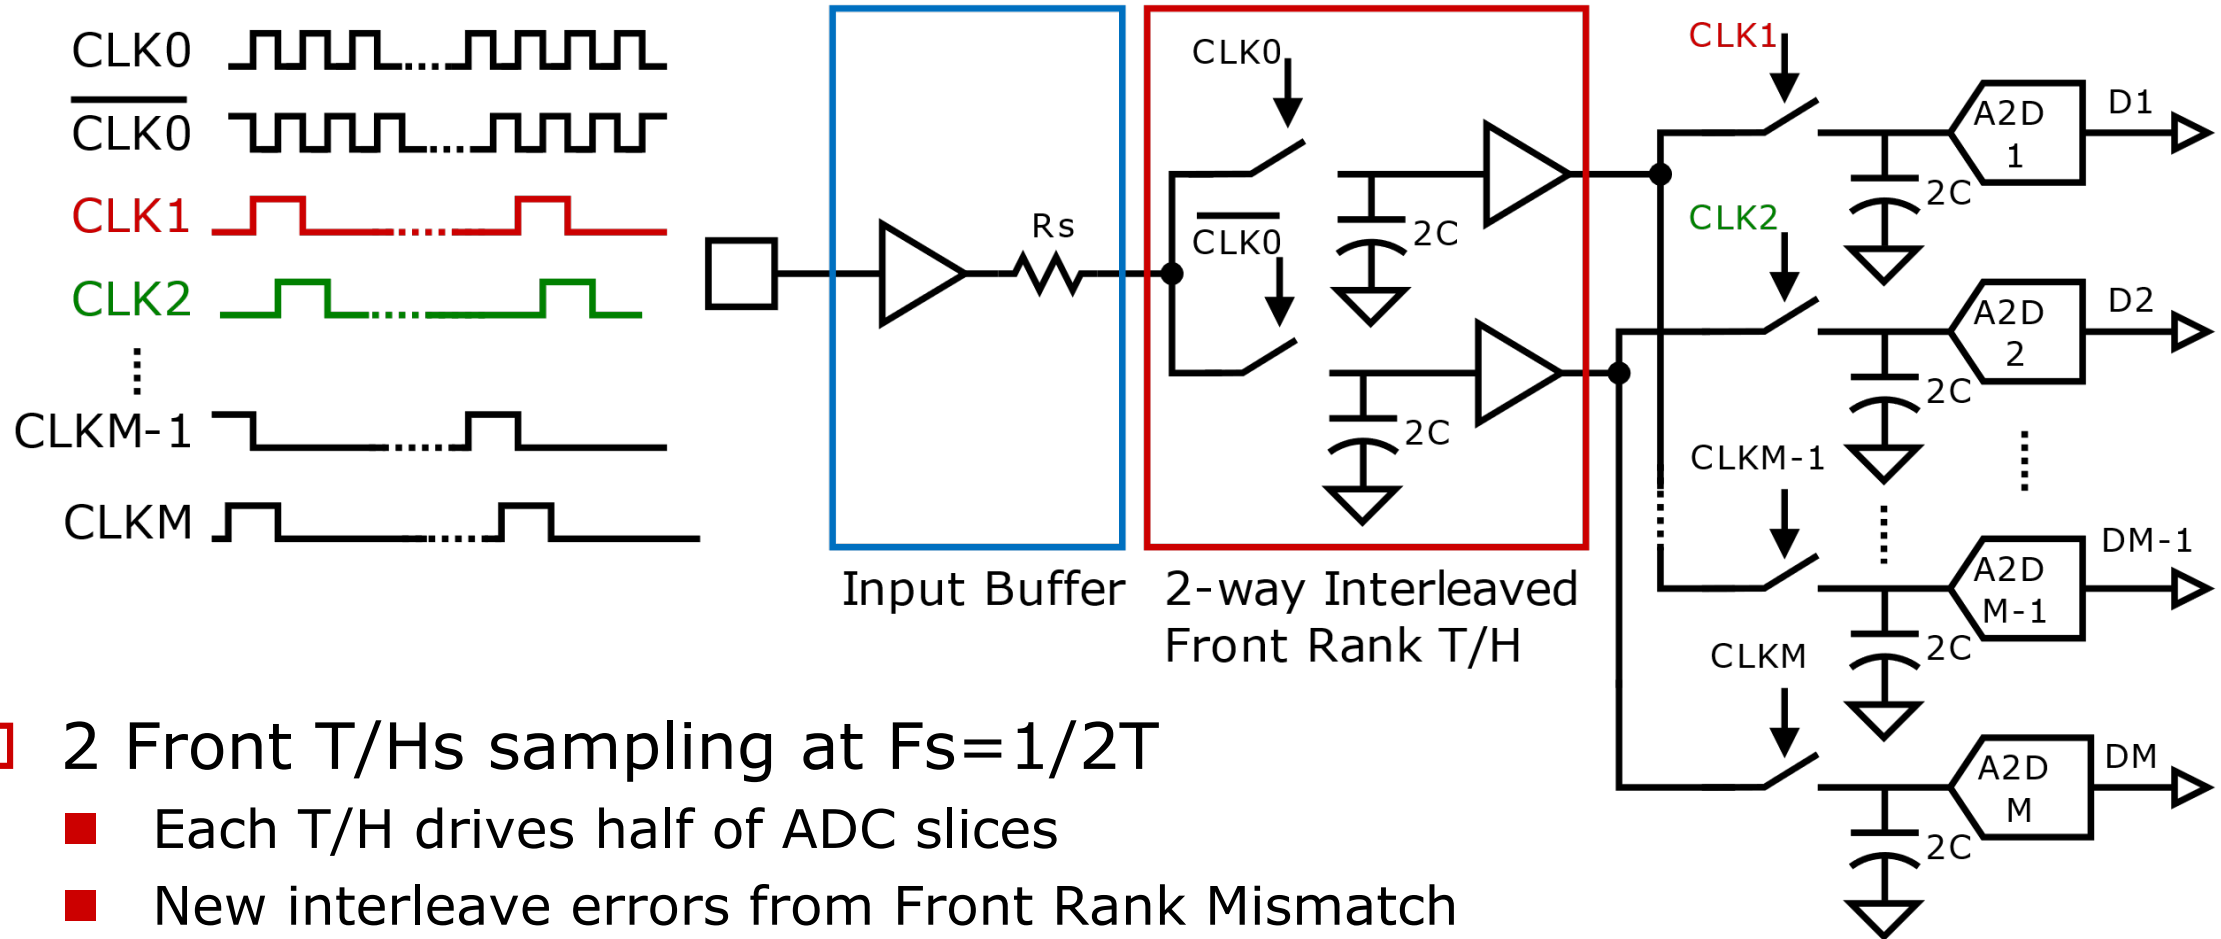 CLK0
CLK0
CLK1
CLK2
CLKM-1
CLKM
Rs
Input Buffer
CLK0
2C
CLK0
2C
2-way Interleaved
Front Rank T/H
CLK1
A2D
1
D1
2C
CLK2
A2D
2
D2
2C
CLKM-1
A2D
M-1
DM-1
2C
CLKM
A2D
M
DM
2C
2 Front T/Hs sampling at Fs=1/2T
Each T/H drives half of ADC slices
New interleave errors from Front Rank Mismatch